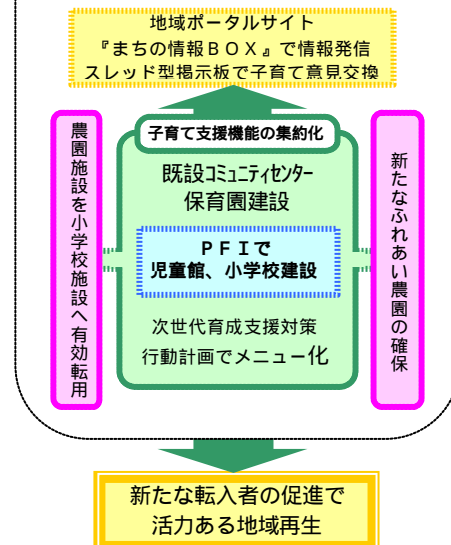 地域ポータルサイト
『まちの情報ＢＯＸ』で情報発信
スレッド型掲示板で子育て意見交換
子育て支援機能の集約化
農園施設を小学校施設へ有効転用
既設ｺﾐｭﾆﾃｨｾﾝﾀｰ
保育園建設
ＰＦＩで
児童館、小学校建設
次世代育成支援対策
行動計画でメニュー化
新たなふれあい農園の確保
新たな転入者の促進で
活力ある地域再生